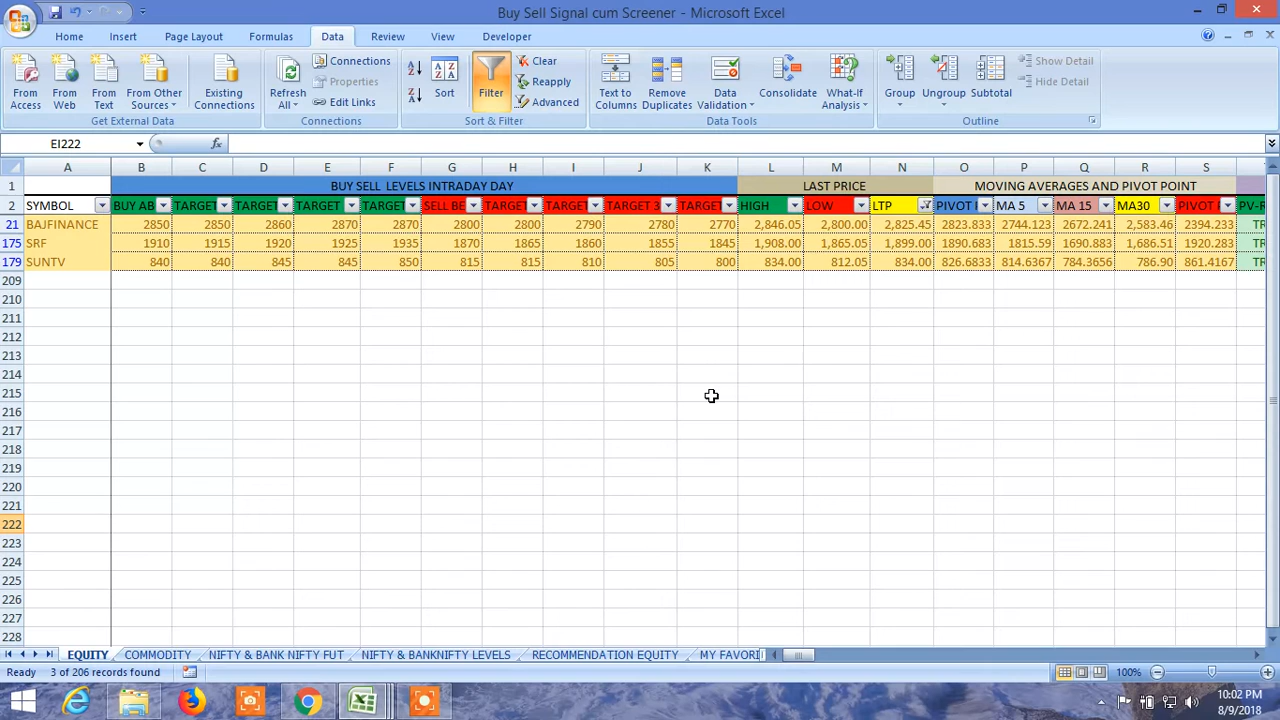 Buy Sell Signal cum Screener - Microsoft Excel
Home Insert Page Layout Formulas Data Review View Developer
From Access
From Web
From Text
From Other Sources
Existing Connections
Get External Data
Refresh All
Connections
Properties
Edit Links
Connections
Sort
Filter
Clear
Reapply
Advanced
Sort & Filter
Text to Columns
Remove Duplicates
Data Validation
Consolidate
What-If Analysis
Data Tools
Group
Ungroup
Subtotal
Show Detail
Hide Detail
Outline
EI222 fx
A B C D E F G H I J K L M N O P Q R S
1 BUY SELL LEVELS INTRADAY DAY LAST PRICE MOVING AVERAGES AND PIVOT POINT
2 SYMBOL BUY AB TARGET TARGET TARGET TARGET SELL BE TARGET TARGET TARGET 3 TARGET HIGH LOW LTP PIVOT MA 5 MA 15 MA30 PIVOT PV-R
21 BAJFINANCE 2850 2850 2860 2870 2870 2800 2800 2790 2780 2770 2,846.05 2,800.00 2,825.45 2823.833 2744.123 2672.241 2,583.46 2394.233 TR
175 SRF 1910 1915 1920 1925 1935 1870 1865 1860 1855 1845 1,908.00 1,865.05 1,899.00 1890.683 1815.59 1690.883 1,686.51 1920.283 TR
179 SUNTV 840 840 845 845 850 815 815 810 805 800 834.00 812.05 834.00 826.6833 814.6367 784.3656 786.90 861.4167 TR
209
210
211
212
213
214
215
216
217
218
219
220
221
222
223
224
225
226
227
228
EQUITY COMMODITY NIFTY & BANK NIFTY FUT NIFTY & BANKNIFTY LEVELS RECOMMENDATION EQUITY MY FAVORI
Ready 3 of 206 records found 100%
10:02 PM
8/9/2018